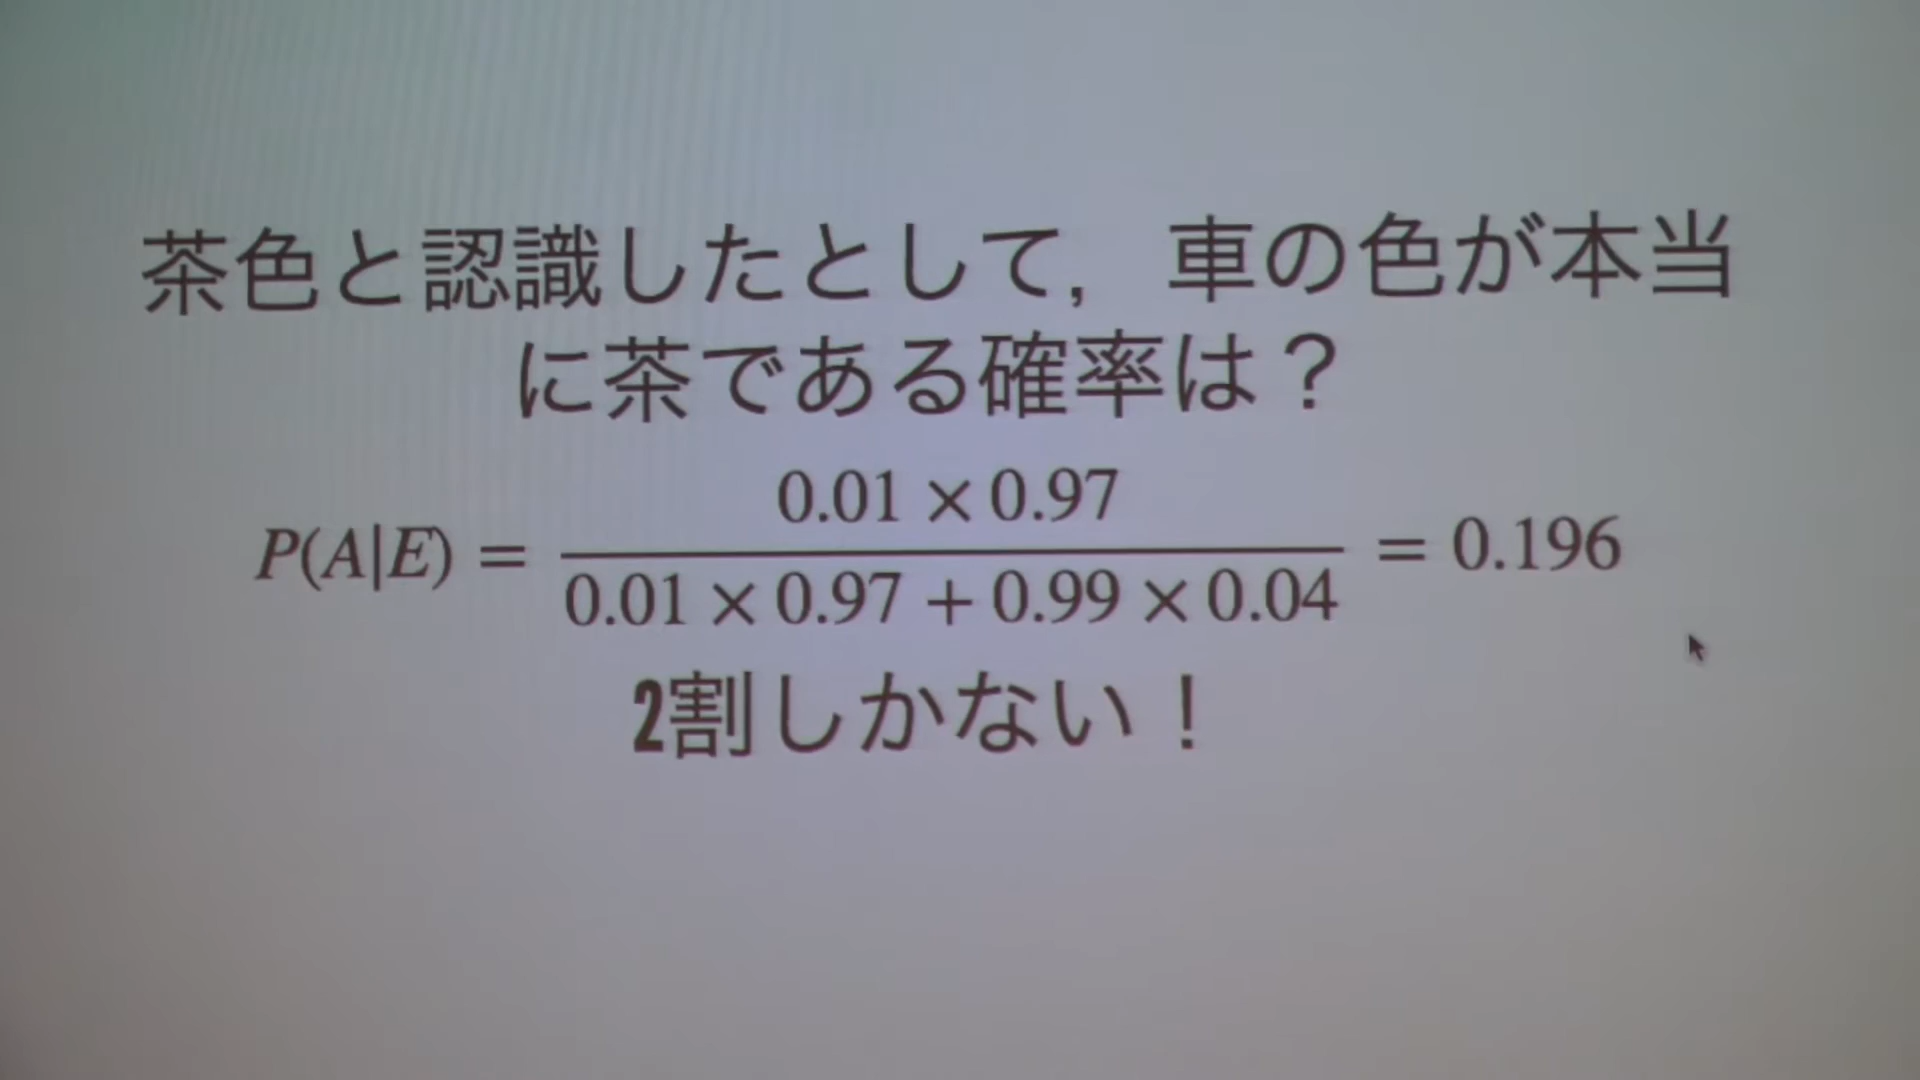 茶色と認識したとして，車の色が本当
に茶である確率は？
P(A|E) = \frac{0.01 × 0.97}{0.01 × 0.97 + 0.99 × 0.04} = 0.196
2割しかない！